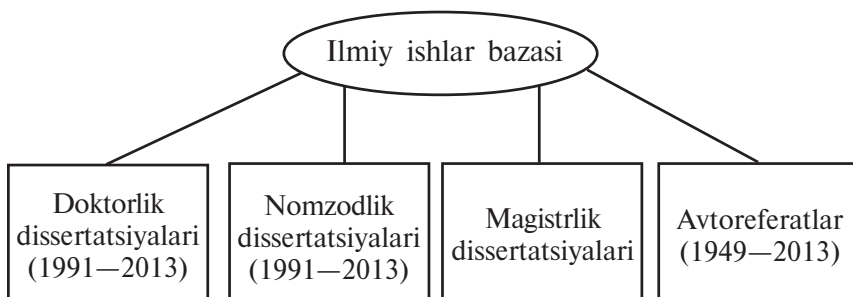 Ilmiy ishlar bazasi
Doktorlik
dissertatsiyalari
(1991—2013)
Nomzodlik
dissertatsiyalari
(1991—2013)
Magistrlik
dissertatsiyalari
Avtoreferatlar
(1949—2013)